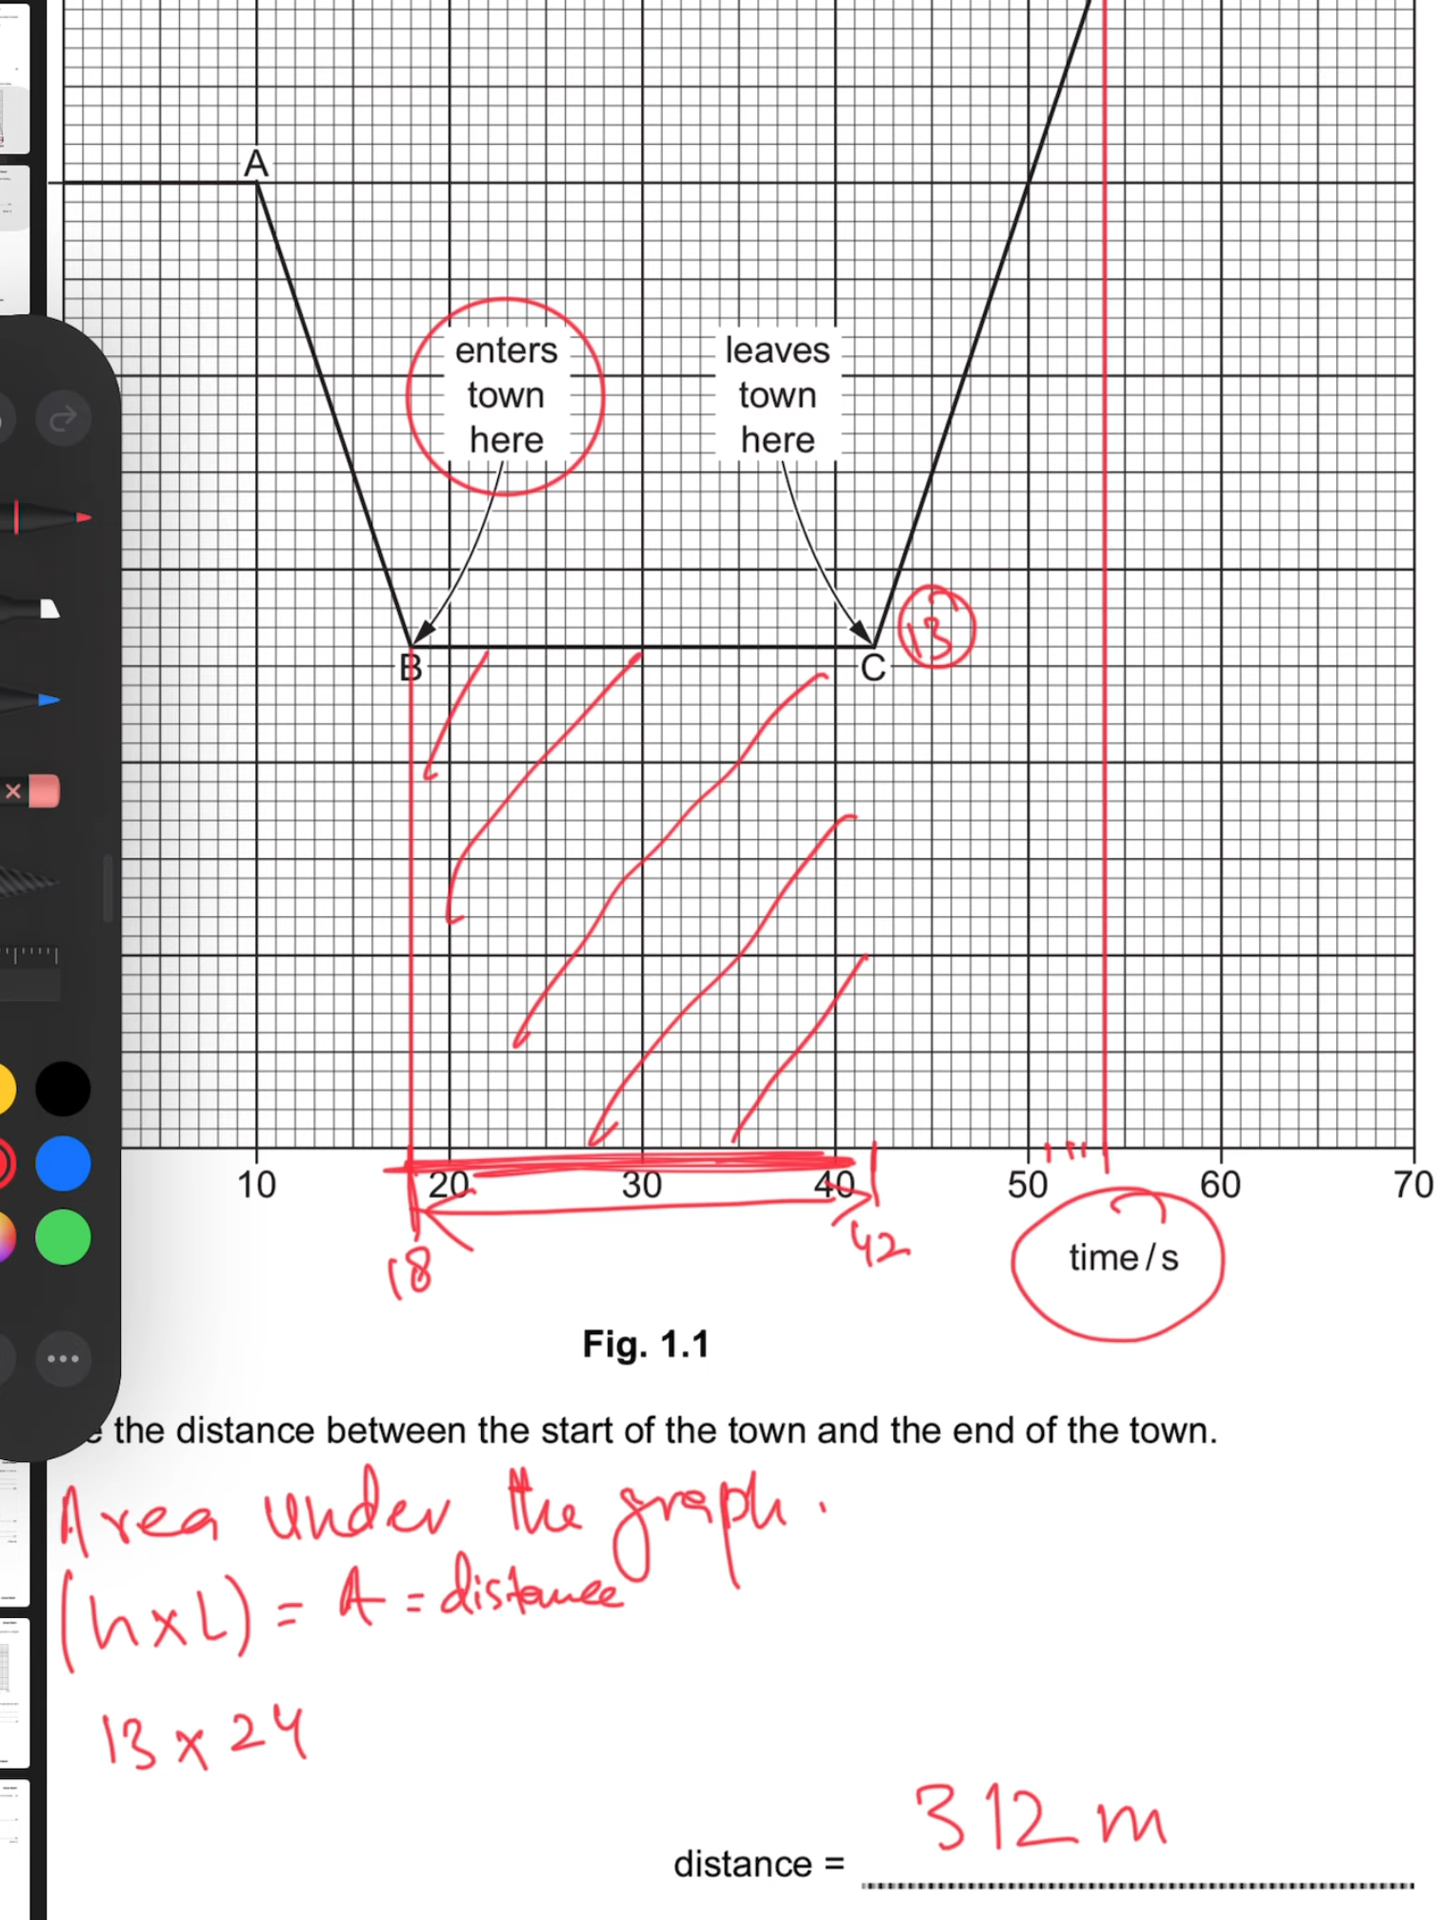 A
enters
town
here
leaves
town
here
13
B
C
10 20 30 40 50 60 70
18
42
time / s
Fig. 1.1
the distance between the start of the town and the end of the town.
Area under the graph.
(h x L) = A = distance
13 x 24
312 m
distance =